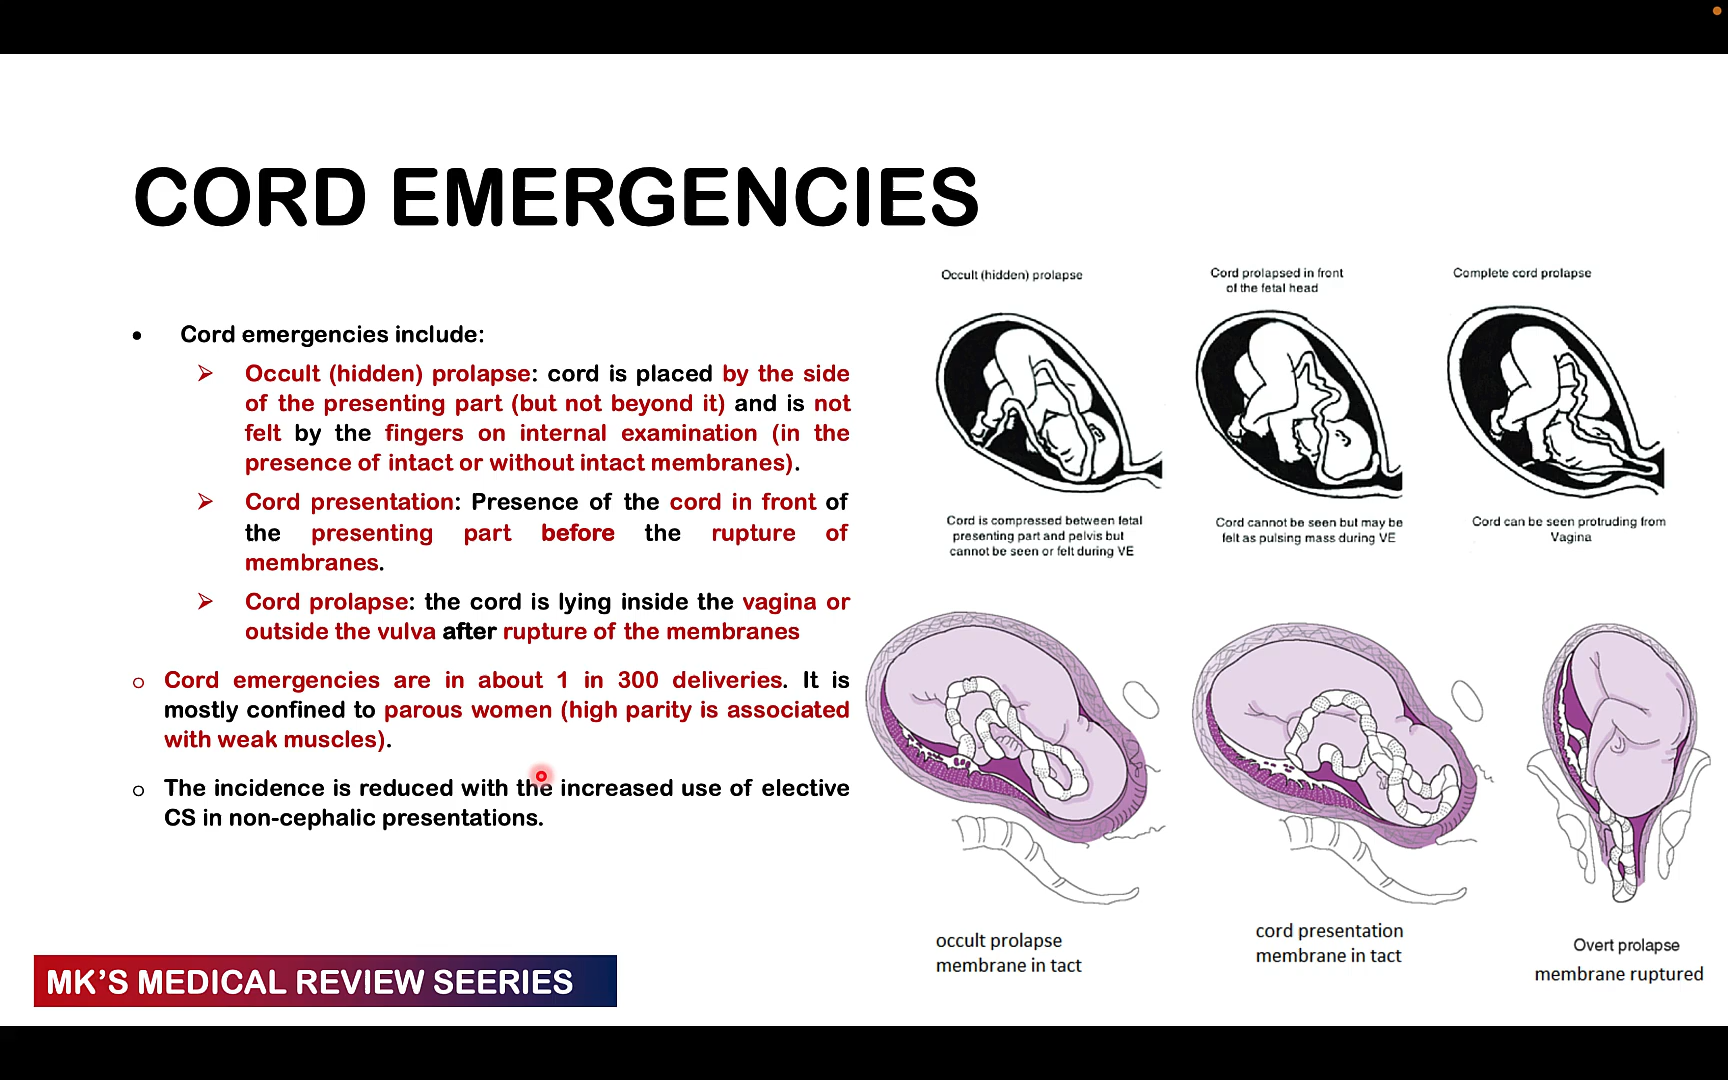 CORD EMERGENCIES
• Cord emergencies include:
➢ Occult (hidden) prolapse: cord is placed by the side
of the presenting part (but not beyond it) and is not
felt by the fingers on internal examination (in the
presence of intact or without intact membranes).
➢ Cord presentation: Presence of the cord in front of
the presenting part before the rupture of
membranes.
➢ Cord prolapse: the cord is lying inside the vagina or
outside the vulva after rupture of the membranes
o Cord emergencies are in about 1 in 300 deliveries. It is
mostly confined to parous women (high parity is associated
with weak muscles).
o The incidence is reduced with the increased use of elective
CS in non-cephalic presentations.
Occult (hidden) prolapse
Cord prolapsed in front
of the fetal head
Complete cord prolapse
Cord is compressed between fetal
presenting part and pelvis but
cannot be seen or felt during VE
Cord cannot be seen but may be
felt as pulsing mass during VE
Cord can be seen protruding from
Vagina
occult prolapse
membrane in tact
cord presentation
membrane in tact
Overt prolapse
membrane ruptured
MK'S MEDICAL REVIEW SEERIES